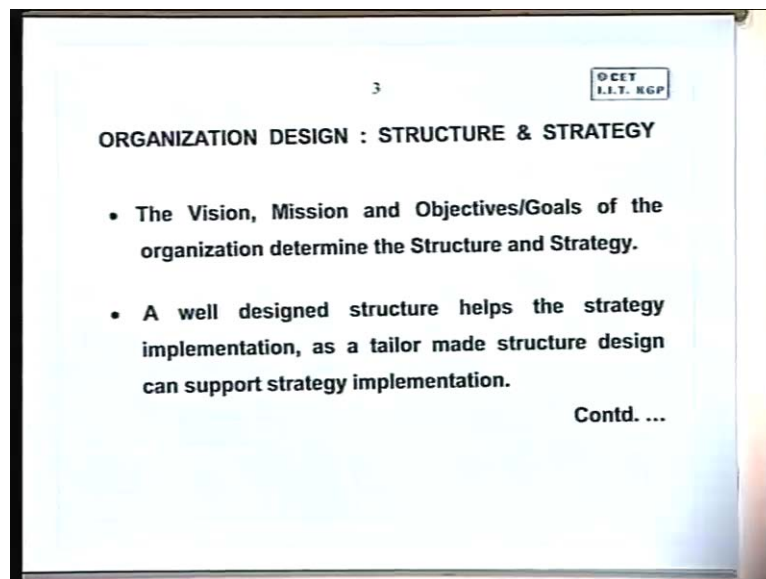 3
© CET
I.I.T. KGP
ORGANIZATION DESIGN : STRUCTURE & STRATEGY
• The Vision, Mission and Objectives/Goals of the
organization determine the Structure and Strategy.
• A well designed structure helps the strategy
implementation, as a tailor made structure design
can support strategy implementation.
Contd. ...